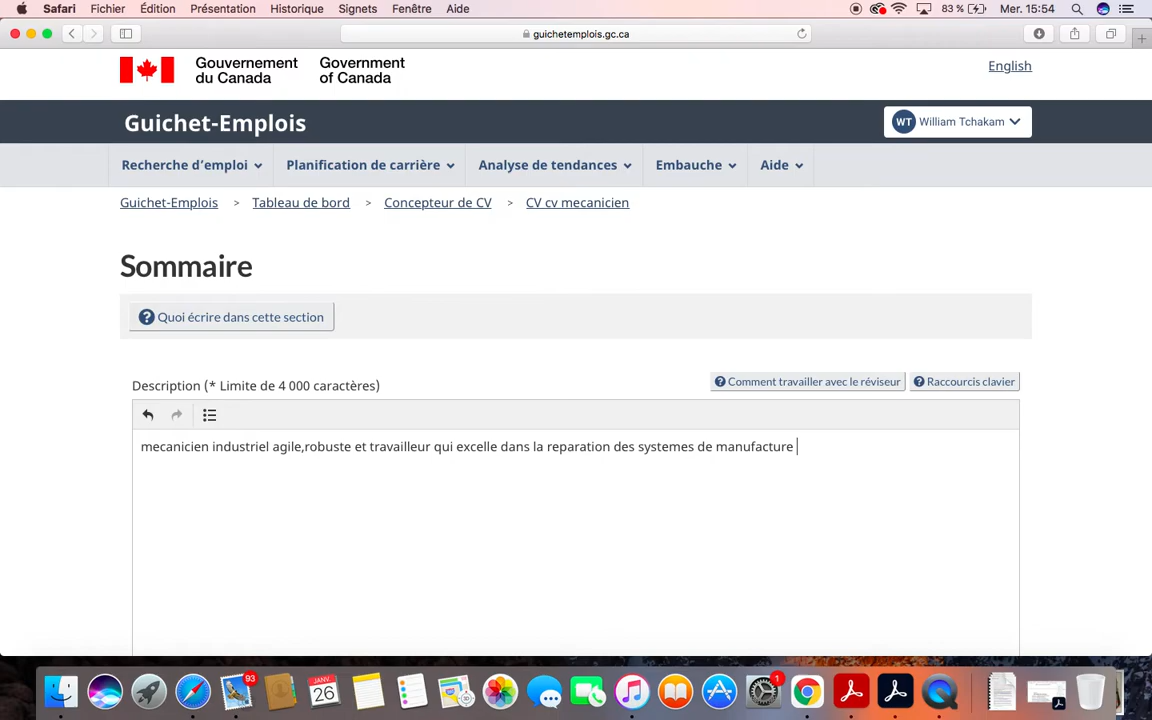 Safari Fichier Édition Présentation Historique Signets Fenêtre Aide 83 % Mer. 15:54
guichetemplois.gc.ca
Gouvernement Government
du Canada of Canada
English
Guichet-Emplois
WT William Tchakam
Recherche d'emploi Planification de carrière Analyse de tendances Embauche Aide
Guichet-Emplois > Tableau de bord > Concepteur de CV > CV cv mecanicien
Sommaire
Quoi écrire dans cette section
Description (* Limite de 4 000 caractères)
Comment travailler avec le réviseur Raccourcis clavier
mecanicien industriel agile,robuste et travailleur qui excelle dans la reparation des systemes de manufacture
93
JANV.
26
1